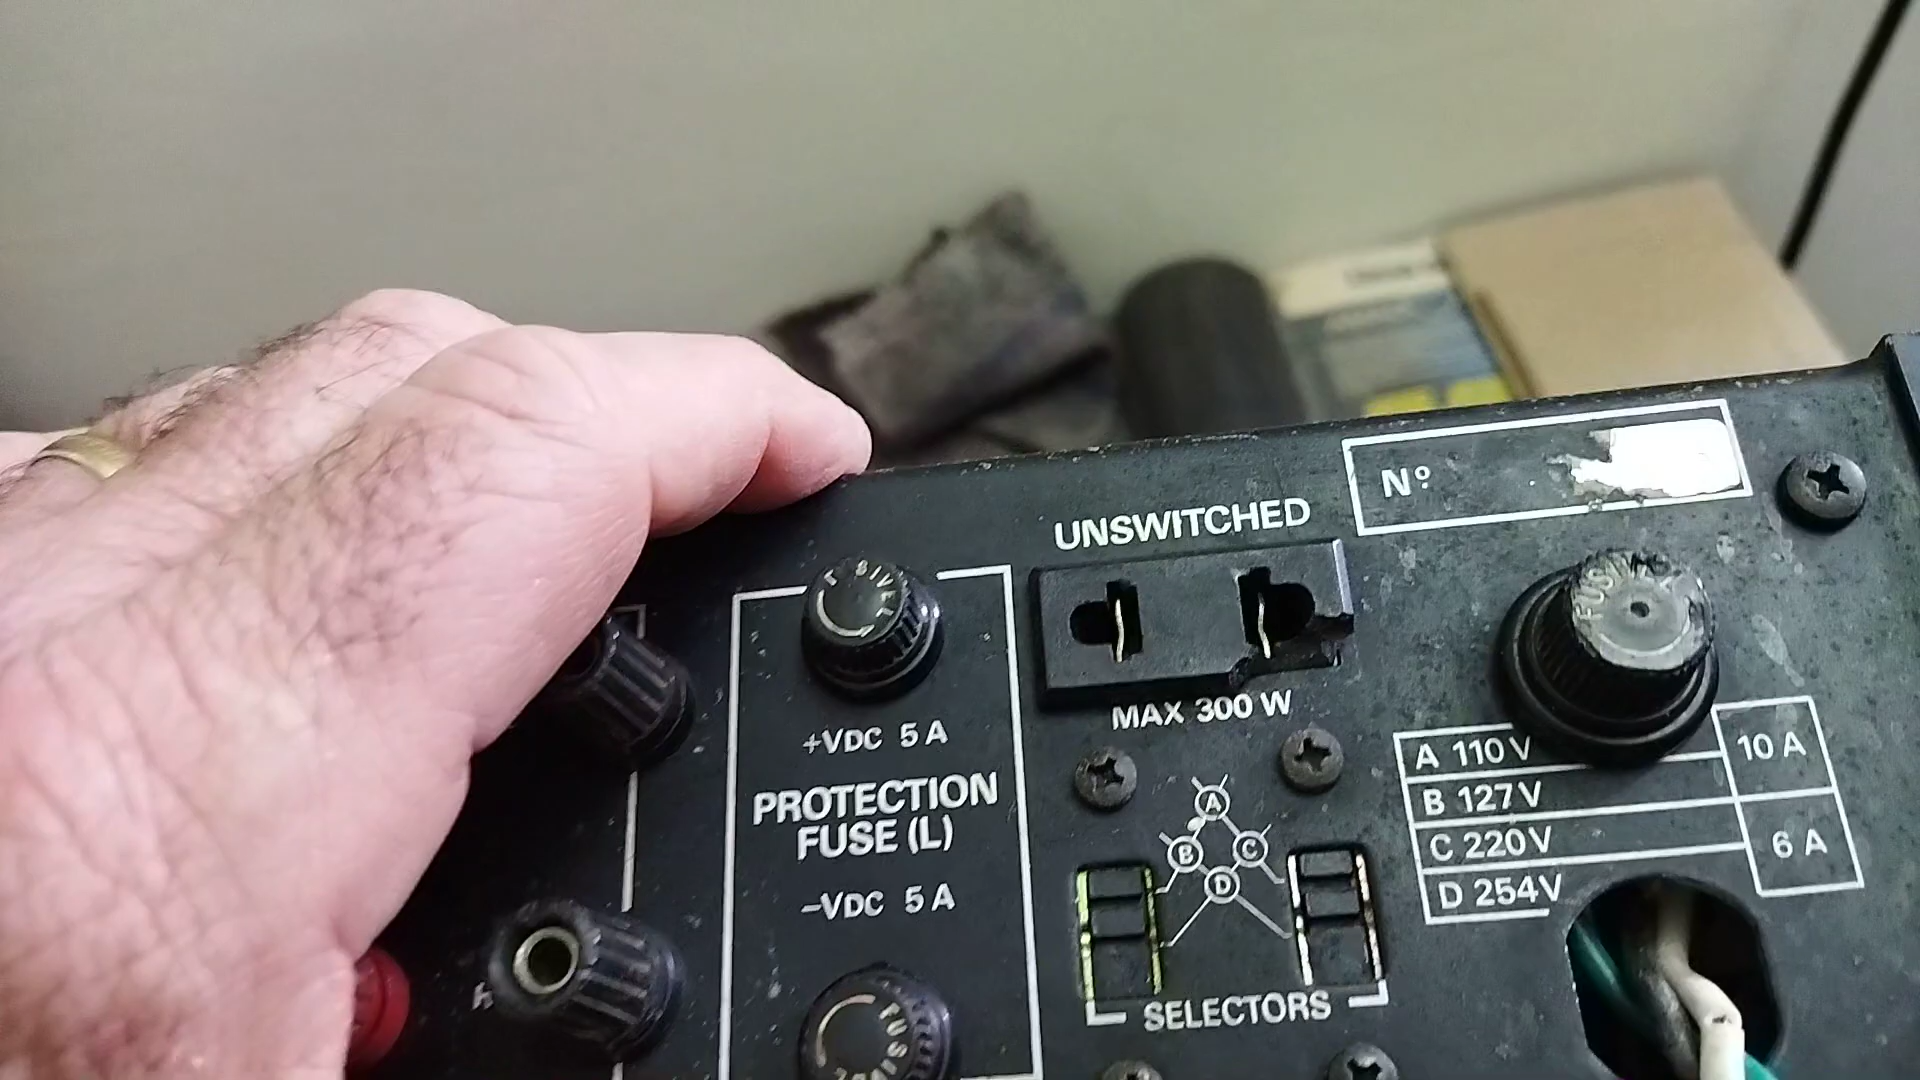 Nº
UNSWITCHED
MAX 300 W
+VDC 5 A
PROTECTION
FUSE (L)
–VDC 5 A
A 110 V
B 127 V
C 220 V
D 254 V
10 A
6 A
A
B
C
D
SELECTORS